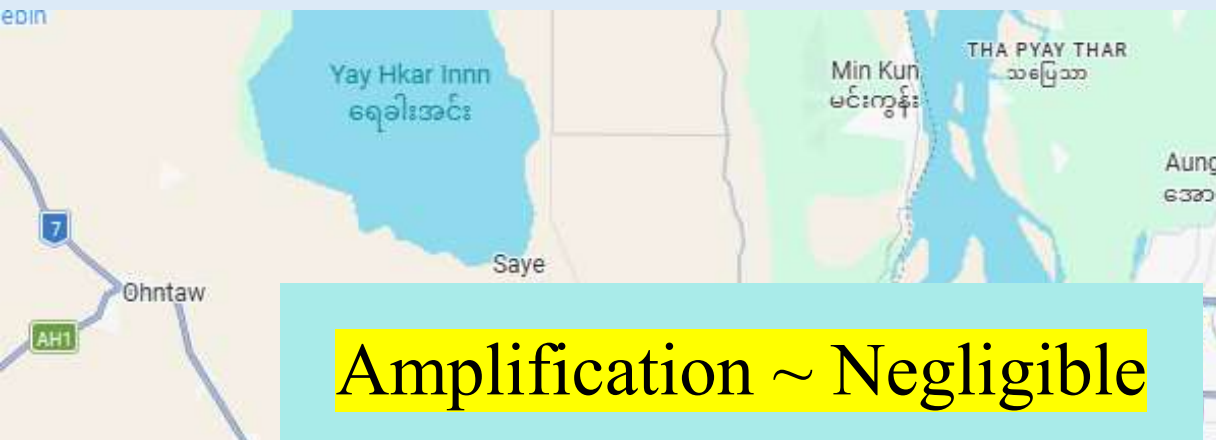 Yay Hkar Innn
ရေခါးအင်း
Min Kun
မင်းကွန်း
THA PYAY THAR
သပြေသာ
7
Saye
Ohntaw
AH1
Amplification ~ Negligible